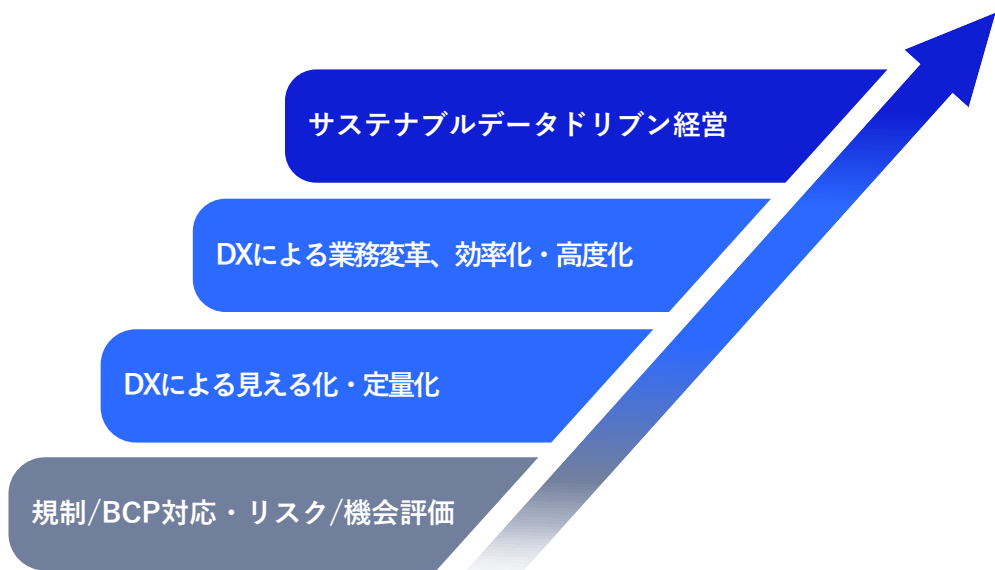 サステナブルデータドリブン経営
DXによる業務変革、効率化・高度化
DXによる見える化・定量化
規制/BCP対応・リスク/機会評価